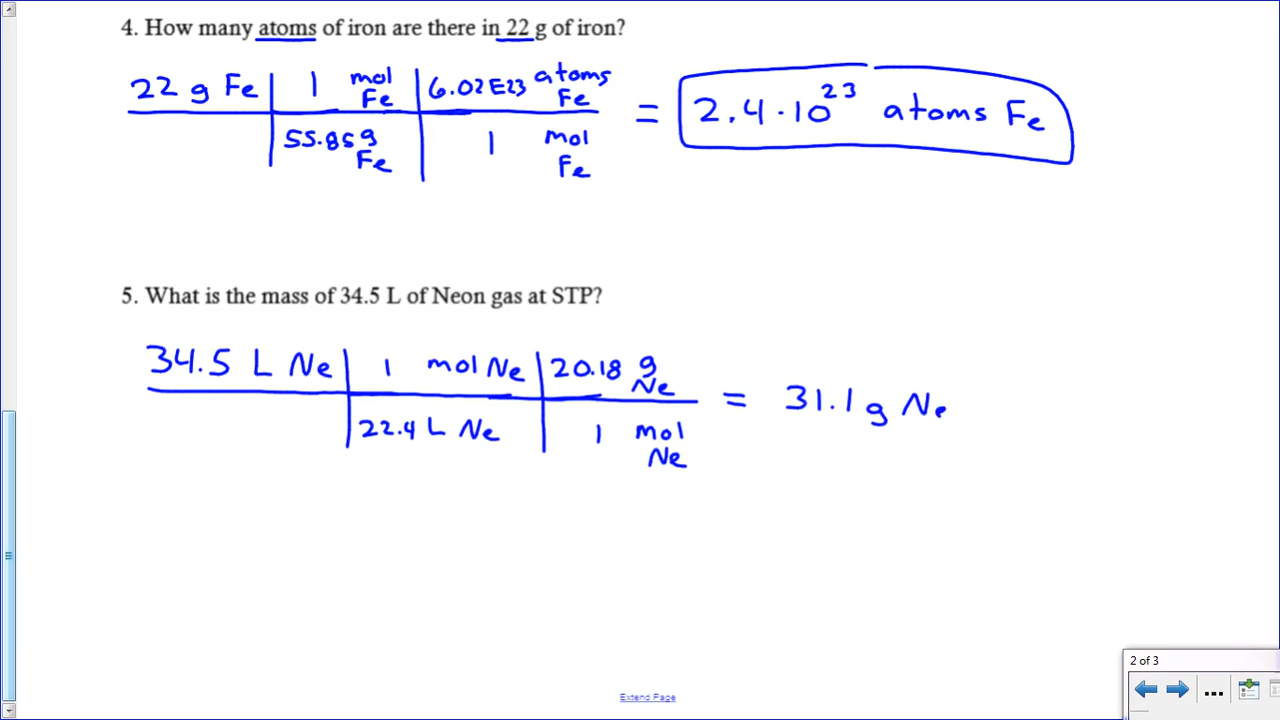 4. How many atoms of iron are there in 22 g of iron?
22 g Fe | 1 mol Fe | 6.02E23 atoms Fe = 2.4 · 10^23 atoms Fe
55.85 g Fe | 1 mol Fe
5. What is the mass of 34.5 L of Neon gas at STP?
34.5 L Ne | 1 mol Ne | 20.18 g Ne = 31.1 g Ne
22.4 L Ne | 1 mol Ne
Extend Page
2 of 3
...